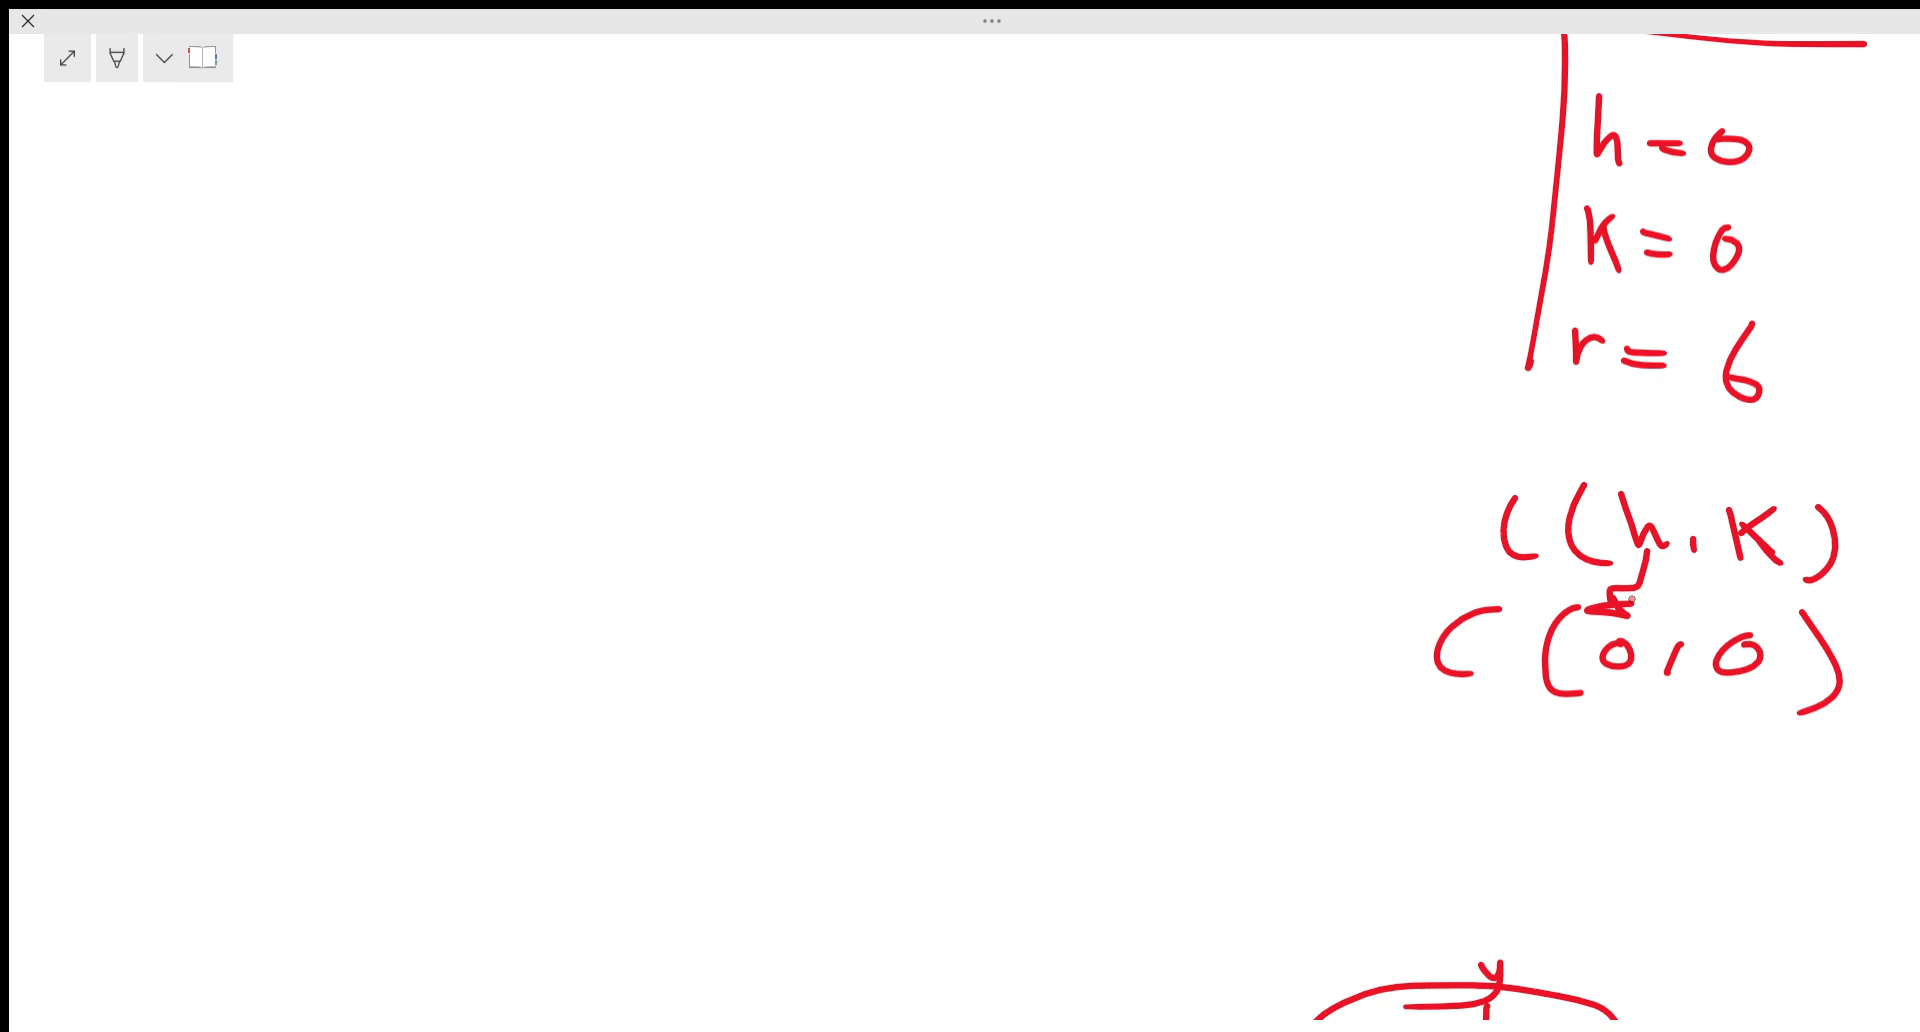 h = 0
K = 0
r = 6
C(h, K)
C(0, 0)
y